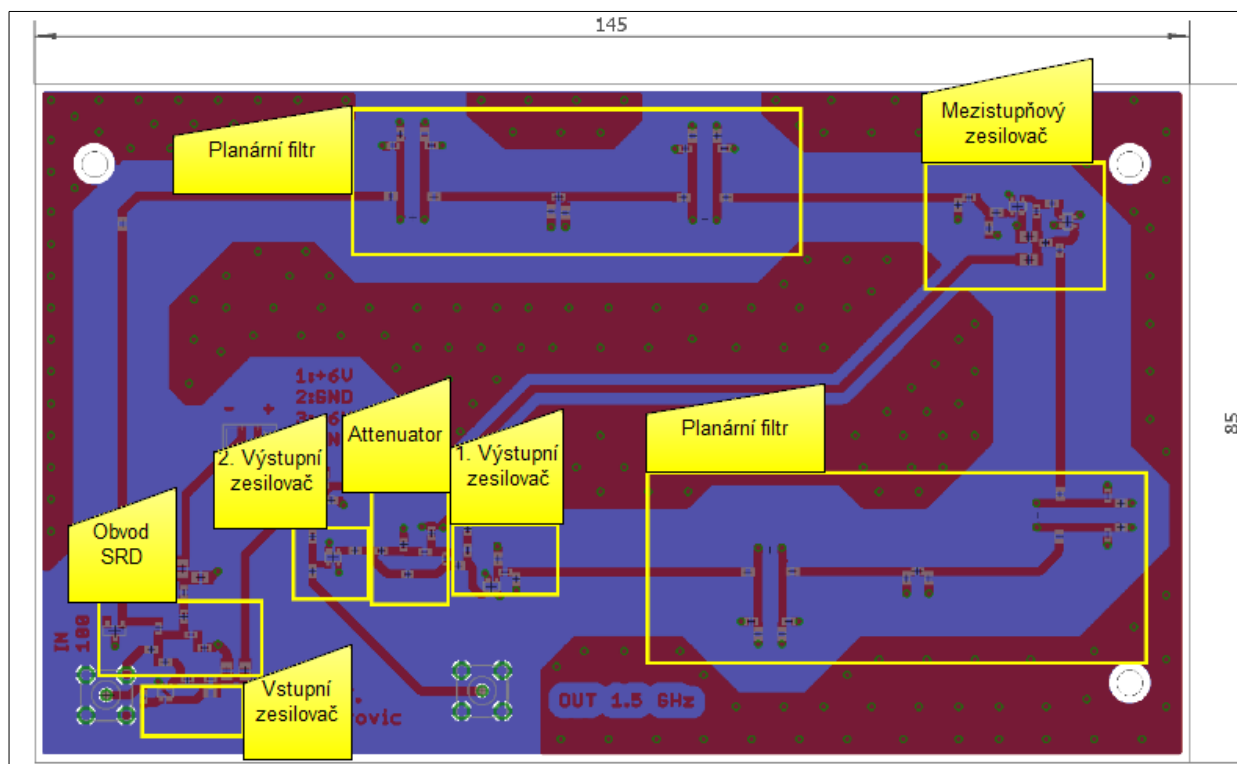 145
Mezistupňový
zesilovač
Planární filtr
85
1:+6V
2:GND
- +
Planární filtr
Attenuator
1. Výstupní
zesilovač
2. Výstupní
zesilovač
Obvod
SRD
IN
100
Vstupní
zesilovač
OUT 1.5 GHz